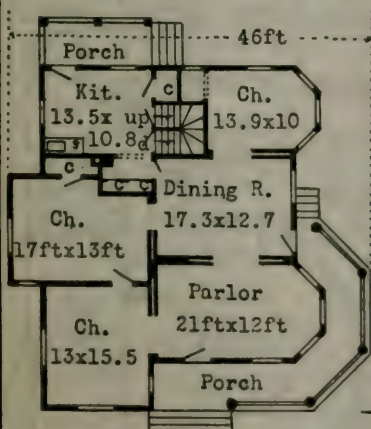 46ft
Porch
Kit.
C
Ch.
13.5x up
13.9x10
10.8 d
S
C
C C
Dining R.
17.3x12.7
Ch.
17ftx13ft
Parlor
21ftx12ft
Ch.
13x15.5
Porch